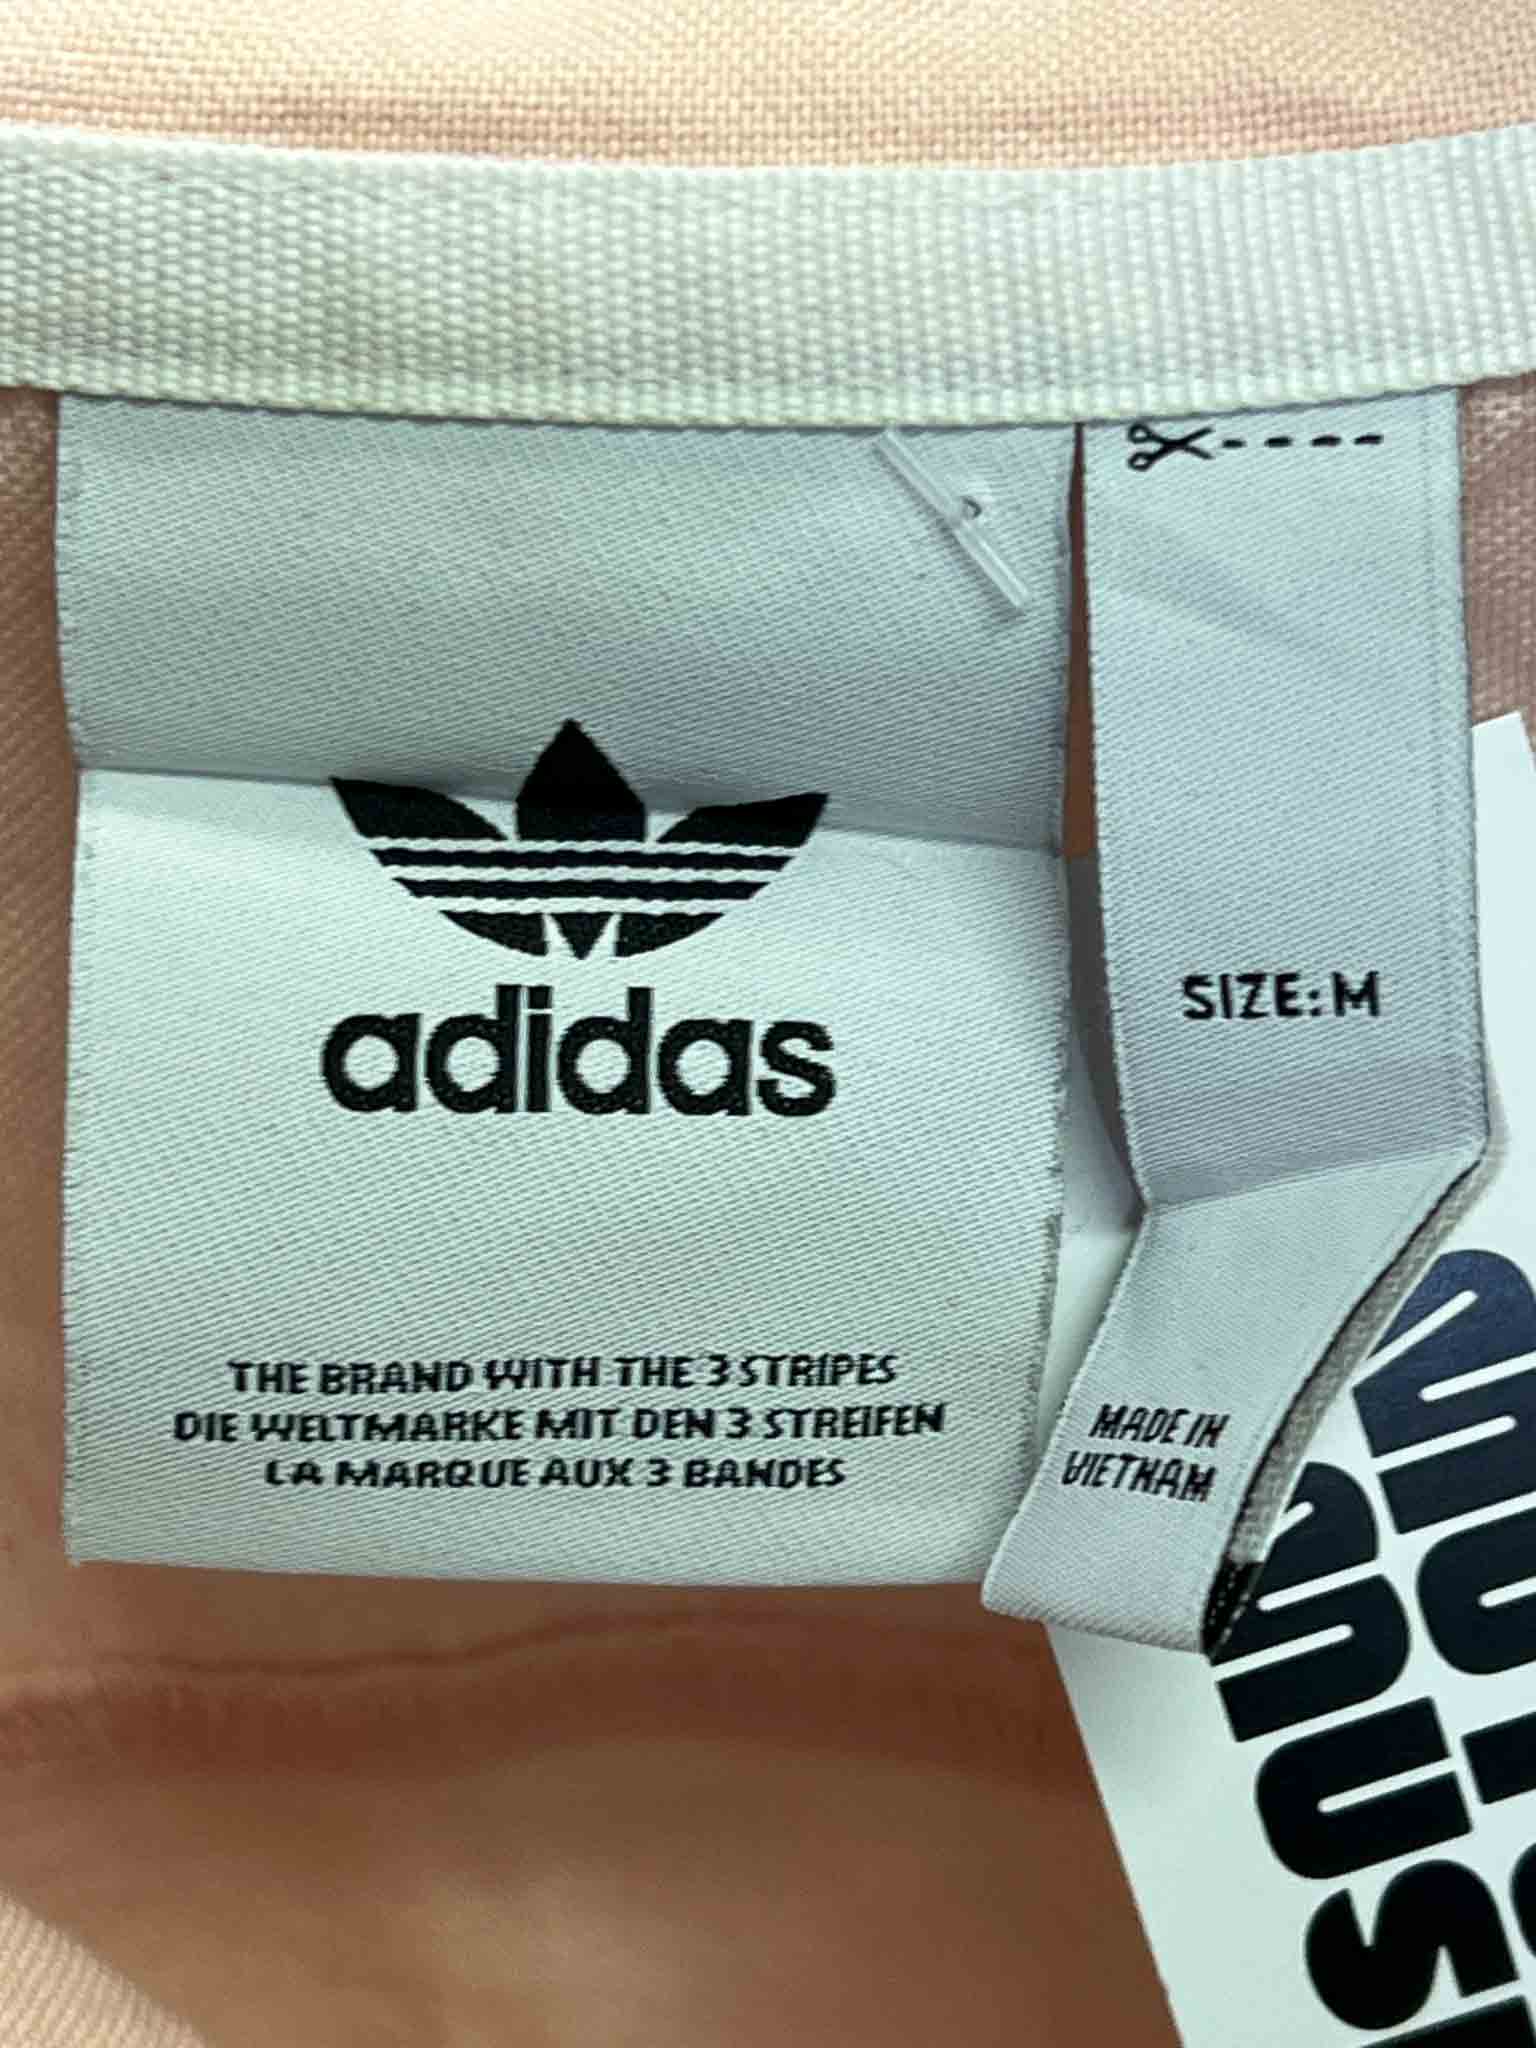 adidas
THE BRAND WITH THE 3 STRIPES
DIE WELTMARKE MIT DEN 3 STREIFEN
LA MARQUE AUX 3 BANDES
SIZE: M
MADE IN
VIETNAM